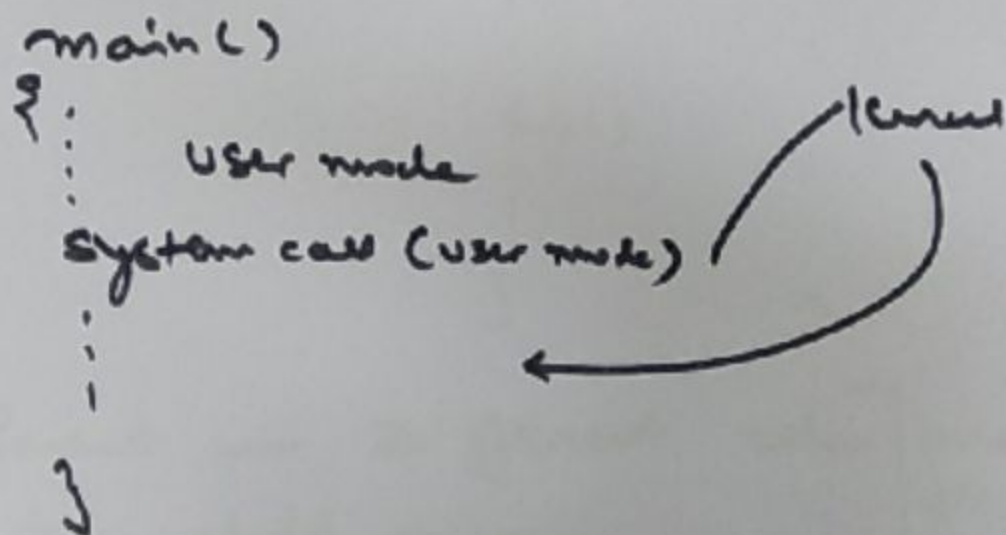 main()
{
user mode
kernel
system call (user mode)
}